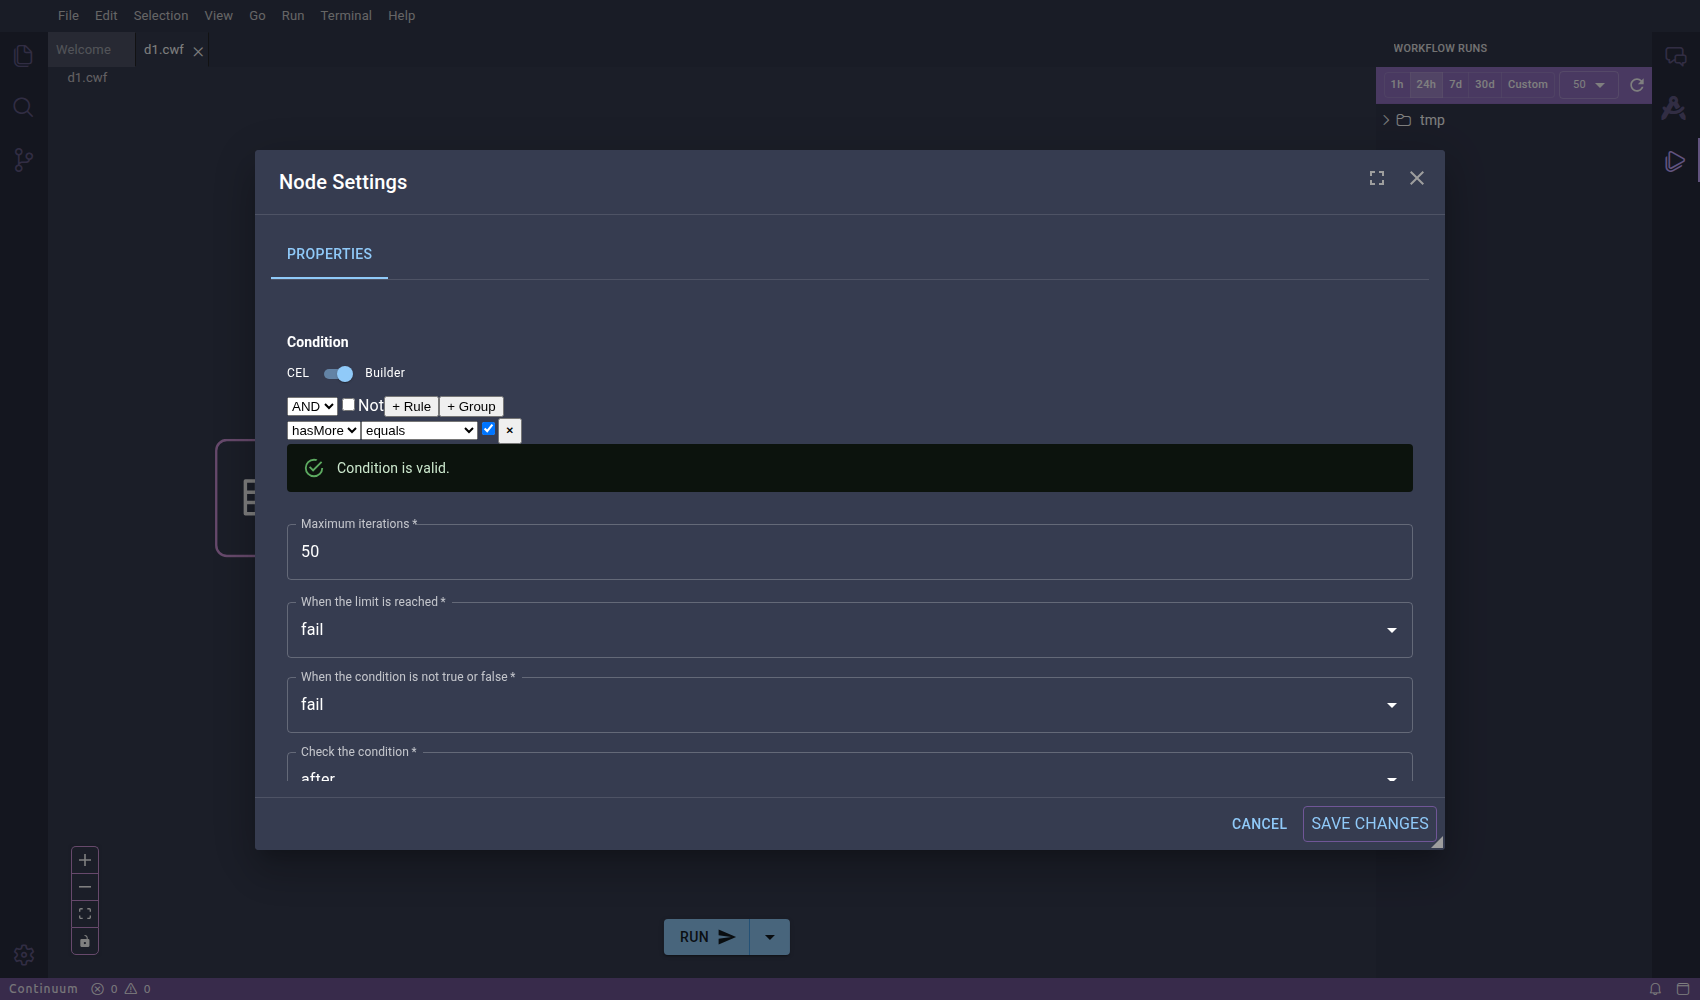 File Edit Selection View Go Run Terminal Help
Welcome d1.cwf
WORKFLOW RUNS
d1.cwf
1h 24h 7d 30d Custom 50
tmp
Node Settings
PROPERTIES
Condition
CEL Builder
AND Not + Rule + Group
hasMore equals ×
Condition is valid.
Maximum iterations *
50
When the limit is reached *
fail
When the condition is not true or false *
fail
Check the condition *
after
CANCEL SAVE CHANGES
RUN
Continuum 0 0